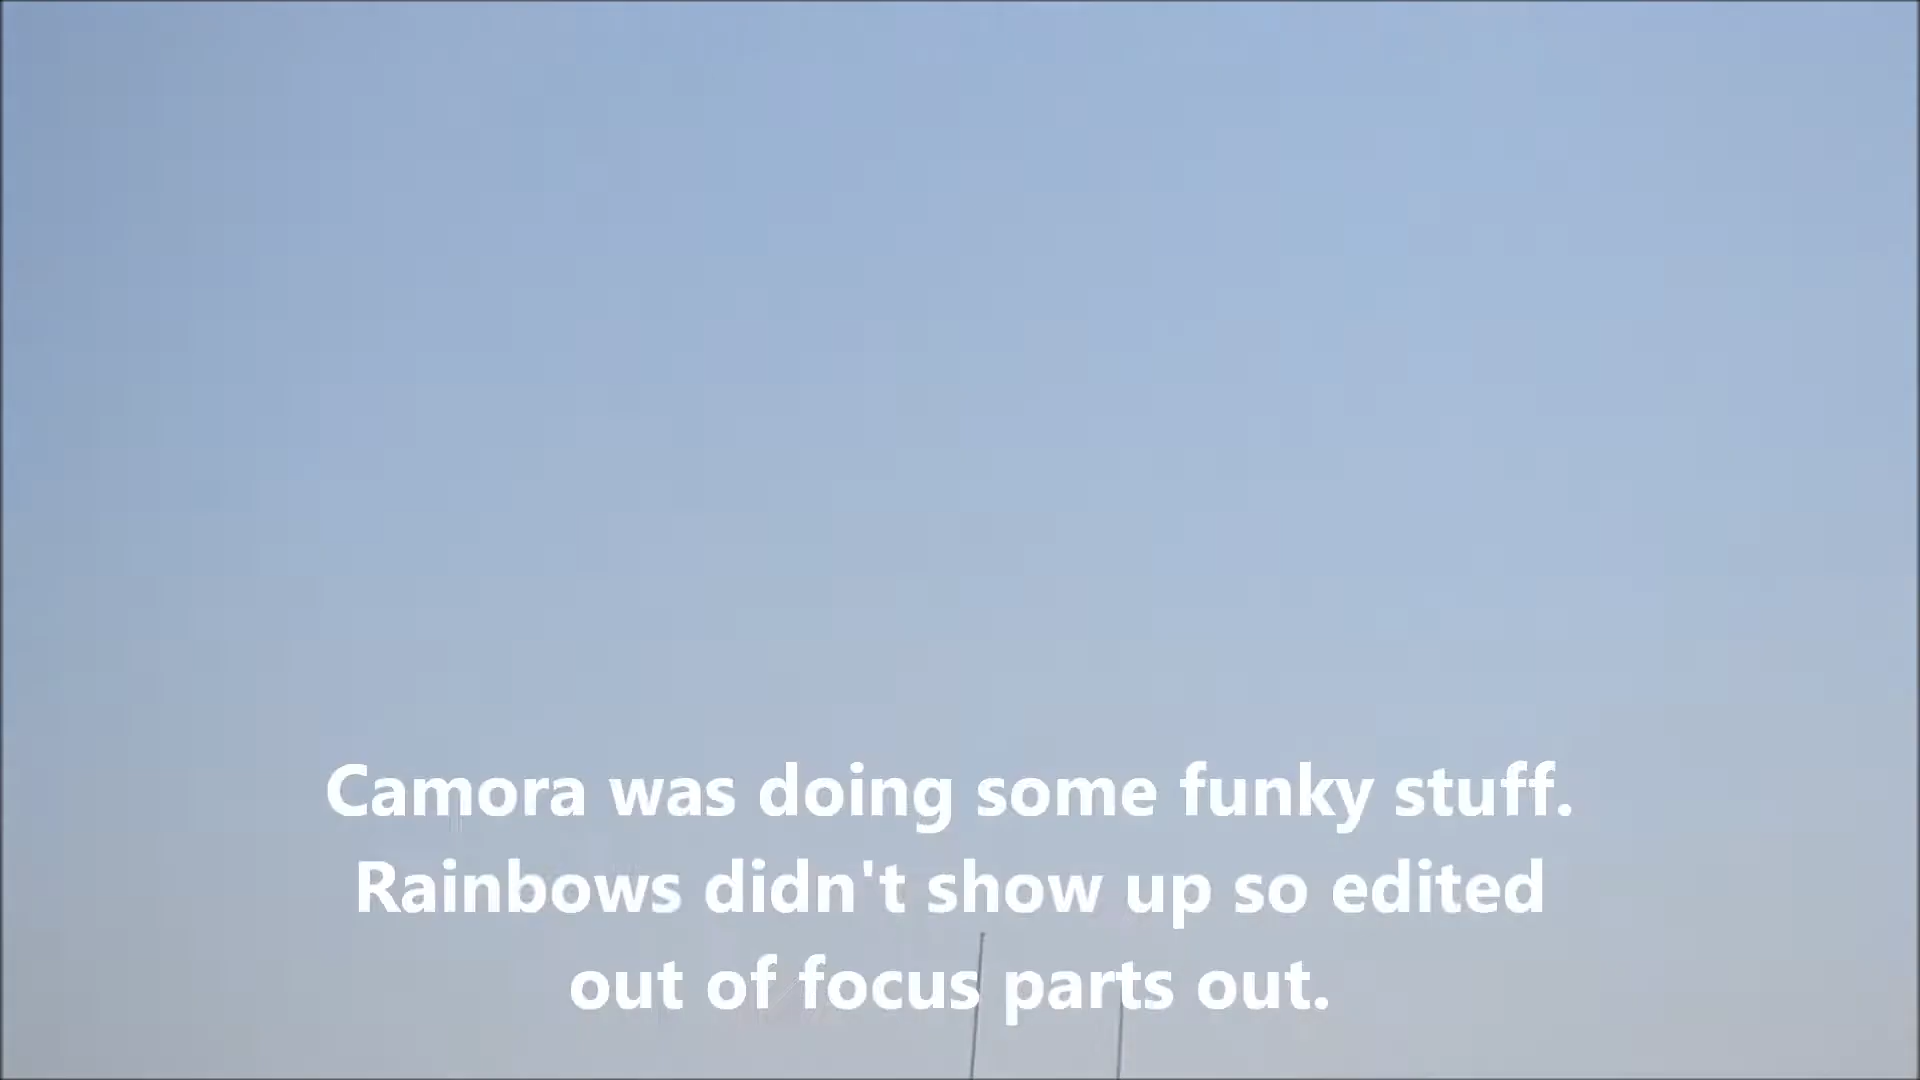 Camora was doing some funky stuff.
Rainbows didn't show up so edited
out of focus parts out.